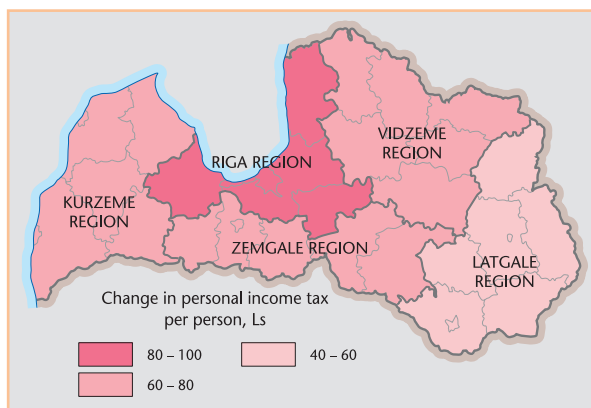 RIGA REGION
VIDZEME
REGION
KURZEME
REGION
ZEMGALE REGION
LATGALE
REGION
Change in personal income tax
per person, Ls
80 – 100
40 – 60
60 – 80